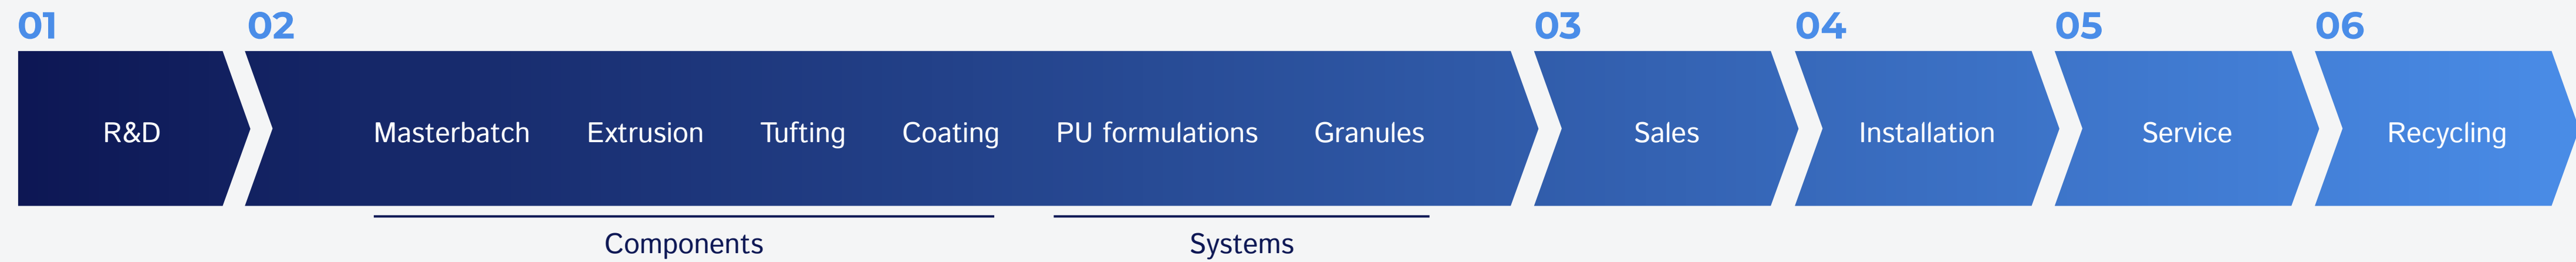 01 02 03 04 05 06
R&D Masterbatch Extrusion Tufting Coating PU formulations Granules Sales Installation Service Recycling
Components Systems